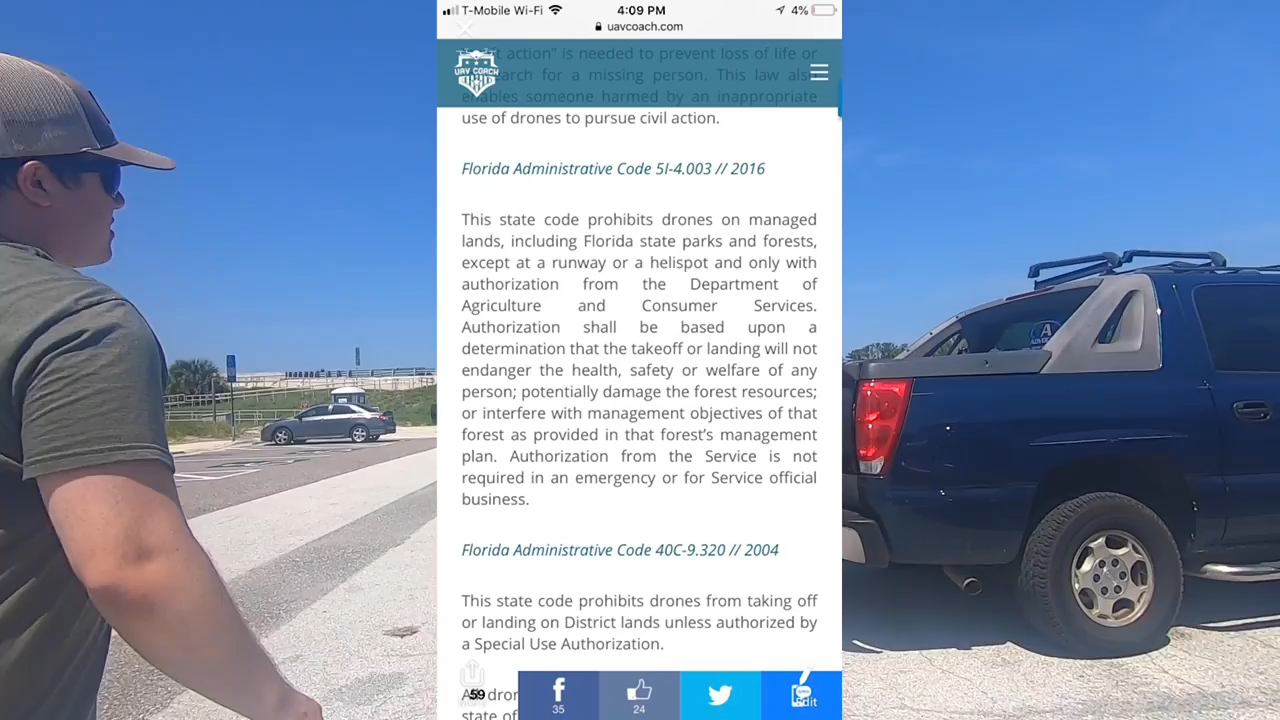 T-Mobile Wi-Fi 4:09 PM 4%
uavcoach.com
t action" is needed to prevent loss of life or
arch for a missing person. This law also
enables someone harmed by an inappropriate
use of drones to pursue civil action.
UAV COACH
Florida Administrative Code 5I-4.003 // 2016
This state code prohibits drones on managed
lands, including Florida state parks and forests,
except at a runway or a helispot and only with
authorization from the Department of
Agriculture and Consumer Services.
Authorization shall be based upon a
determination that the takeoff or landing will not
endanger the health, safety or welfare of any
person; potentially damage the forest resources;
or interfere with management objectives of that
forest as provided in that forest's management
plan. Authorization from the Service is not
required in an emergency or for Service official
business.
Florida Administrative Code 40C-9.320 // 2004
This state code prohibits drones from taking off
or landing on District lands unless authorized by
a Special Use Authorization.
59
35
24
Edit
state of
A